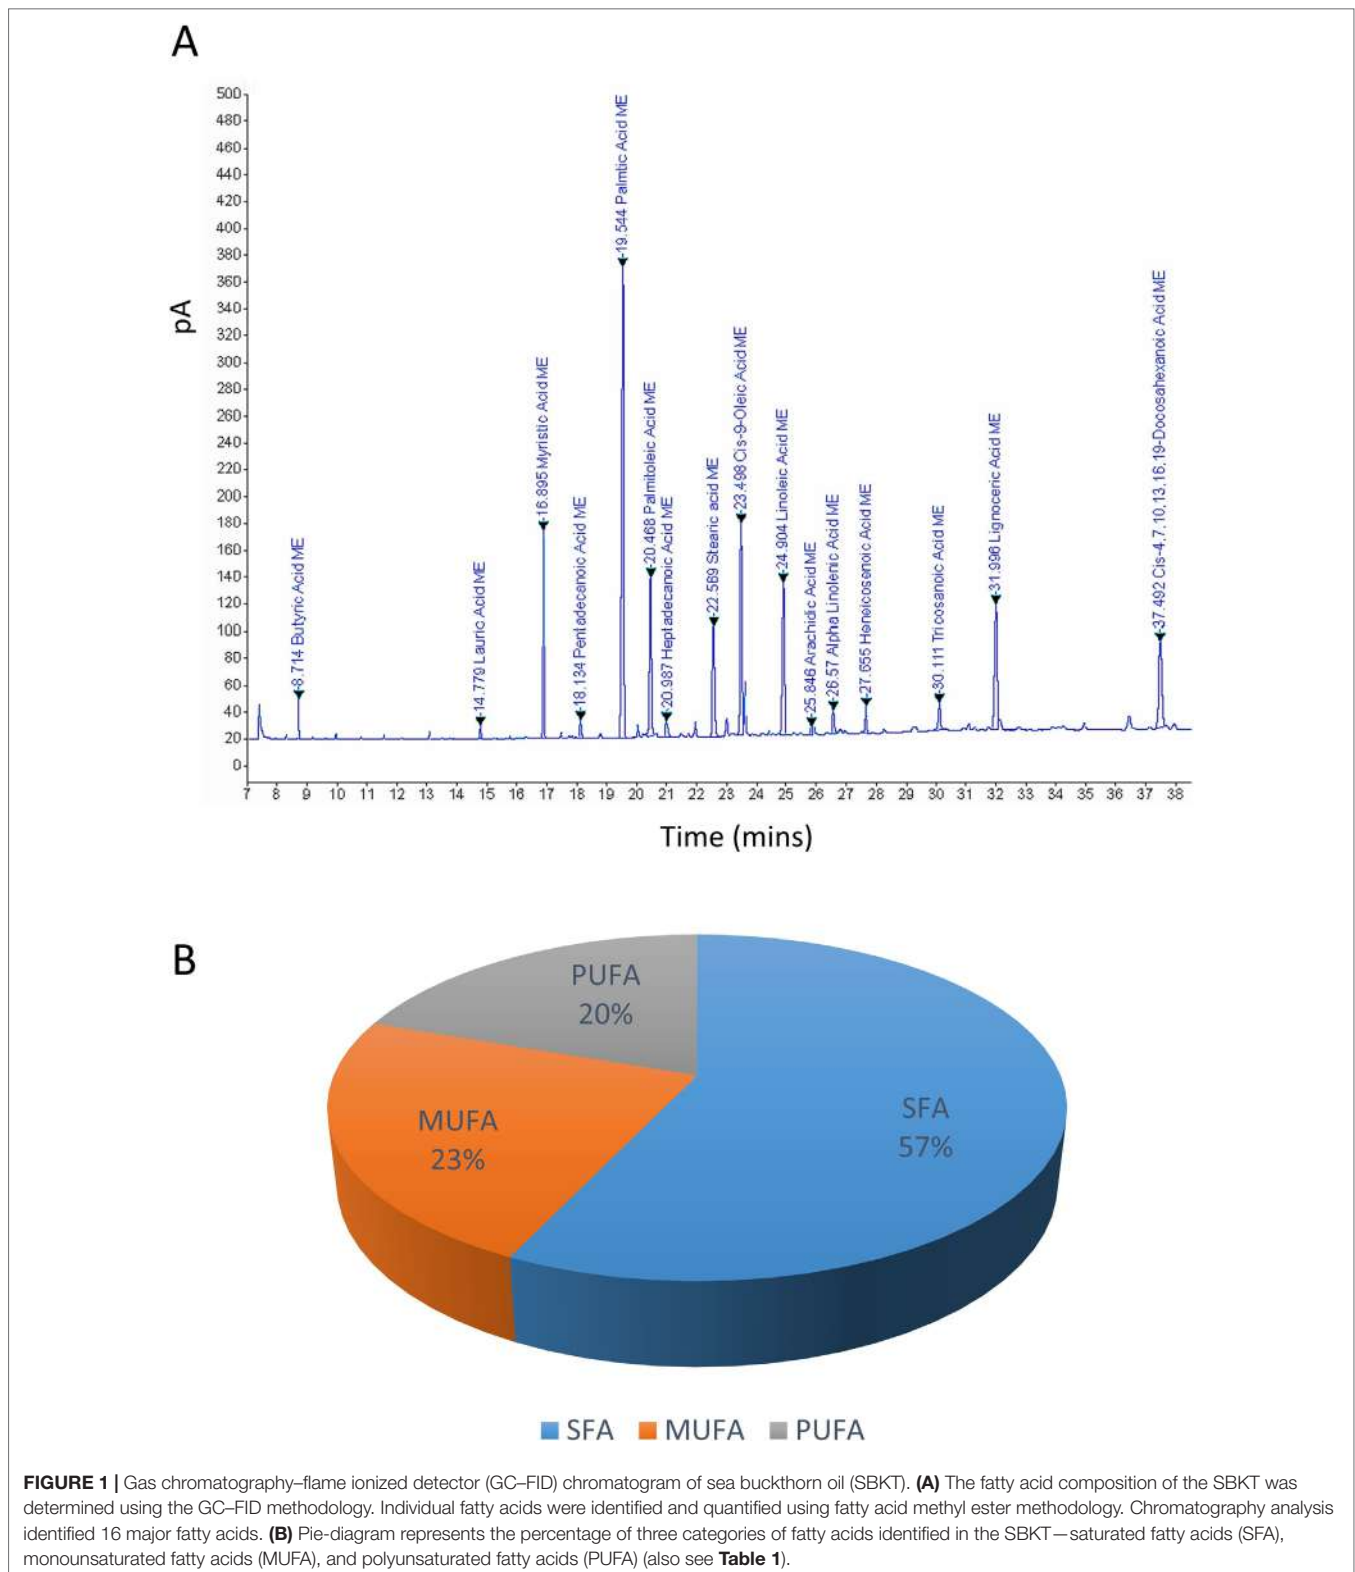 A
500
480
460
440
420
400
380
360
340
320
300
280
260
240
220
200
180
160
140
120
100
80
60
40
20
0
pA
8.714 Butyric Acid ME
14.779 Lauric Acid ME
16.895 Myristic Acid ME
18.134 Pentadecanoic Acid ME
19.544 Palmtic Acid ME
20.468 Palmitoleic Acid ME
20.987 Heptadecanoic Acid ME
22.569 Stearic acid ME
23.498 Cis-9-Oleic Acid ME
24.904 Linoleic Acid ME
25.846 Arachidic Acid ME
26.57 Alpha Linolenic Acid ME
27.655 Heneicosenoic Acid ME
30.111 Tricosanoic Acid ME
31.996 Lignoceric Acid ME
37.492 Cis-4,7,10,13,16,19-Docosahexanoic Acid ME
7 8 9 10 11 12 13 14 15 16 17 18 19 20 21 22 23 24 25 26 27 28 29 30 31 32 33 34 35 36 37 38
Time (mins)
B
PUFA
20%
MUFA
23%
SFA
57%
SFA MUFA PUFA
FIGURE 1 | Gas chromatography–flame ionized detector (GC–FID) chromatogram of sea buckthorn oil (SBKT). (A) The fatty acid composition of the SBKT was
determined using the GC–FID methodology. Individual fatty acids were identified and quantified using fatty acid methyl ester methodology. Chromatography analysis
identified 16 major fatty acids. (B) Pie-diagram represents the percentage of three categories of fatty acids identified in the SBKT—saturated fatty acids (SFA),
monounsaturated fatty acids (MUFA), and polyunsaturated fatty acids (PUFA) (also see Table 1).